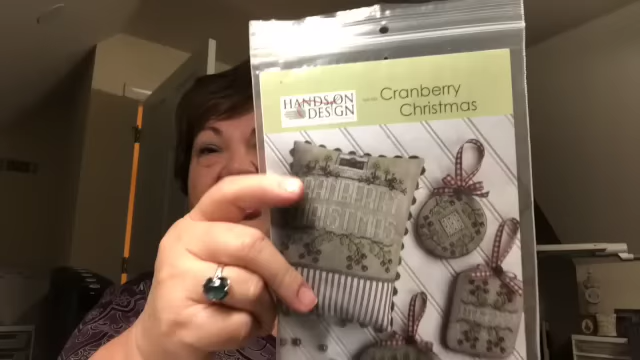 HANDS ON
DESIGN
Cranberry
Christmas
CRANBERRY
CHRISTMAS